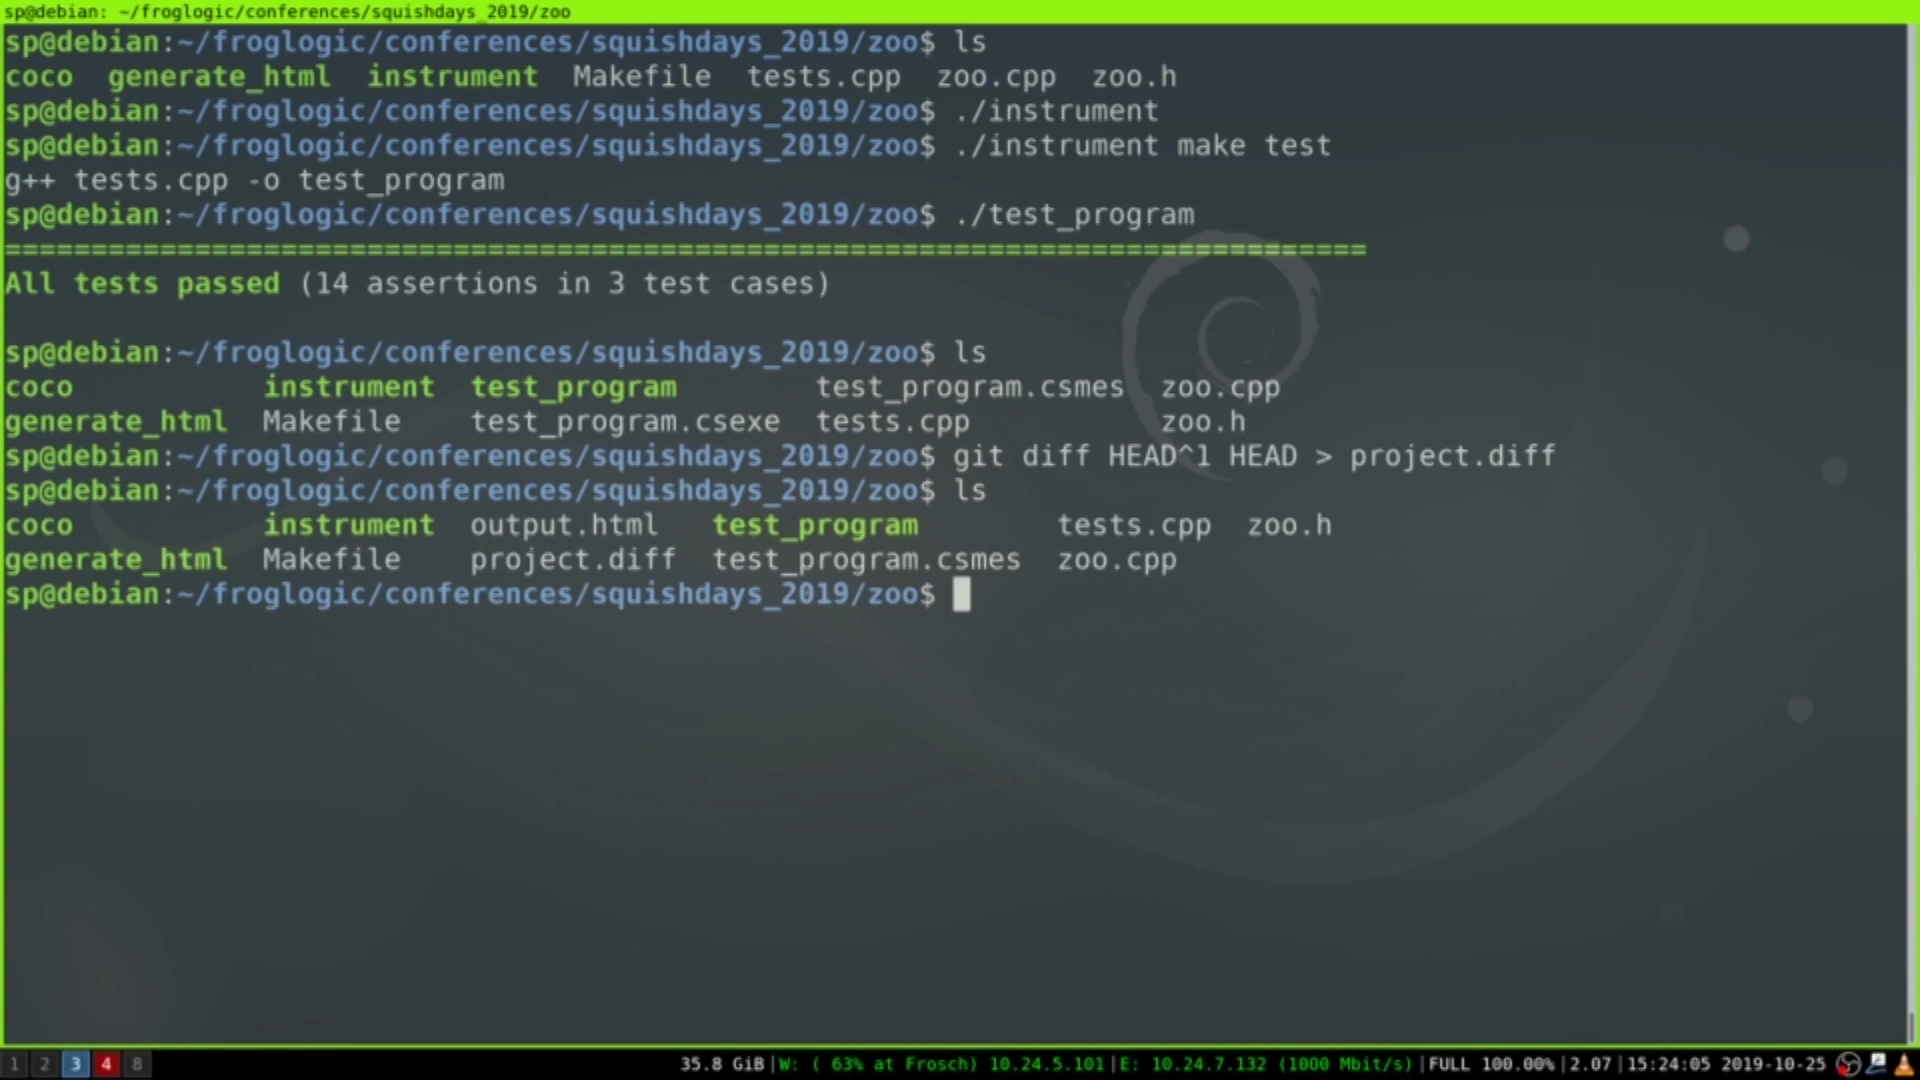 sp@debian: ~/froglogic/conferences/squishdays_2019/zoo
sp@debian:~/froglogic/conferences/squishdays_2019/zoo$ ls
coco  generate_html  instrument  Makefile  tests.cpp  zoo.cpp  zoo.h
sp@debian:~/froglogic/conferences/squishdays_2019/zoo$ ./instrument
sp@debian:~/froglogic/conferences/squishdays_2019/zoo$ ./instrument make test
g++ tests.cpp -o test_program
sp@debian:~/froglogic/conferences/squishdays_2019/zoo$ ./test_program
===============================================================================
All tests passed (14 assertions in 3 test cases)
sp@debian:~/froglogic/conferences/squishdays_2019/zoo$ ls
coco           instrument  test_program        test_program.csmes  zoo.cpp
generate_html  Makefile    test_program.csexe  tests.cpp           zoo.h
sp@debian:~/froglogic/conferences/squishdays_2019/zoo$ git diff HEAD^1 HEAD > project.diff
sp@debian:~/froglogic/conferences/squishdays_2019/zoo$ ls
coco           instrument  output.html   test_program        tests.cpp  zoo.h
generate_html  Makefile    project.diff  test_program.csmes  zoo.cpp
sp@debian:~/froglogic/conferences/squishdays_2019/zoo$
1 2 3 4 8 35.8 GiB|W: ( 63% at Frosch) 10.24.5.101|E: 10.24.7.132 (1000 Mbit/s)|FULL 100.00%|2.07|15:24:05 2019-10-25